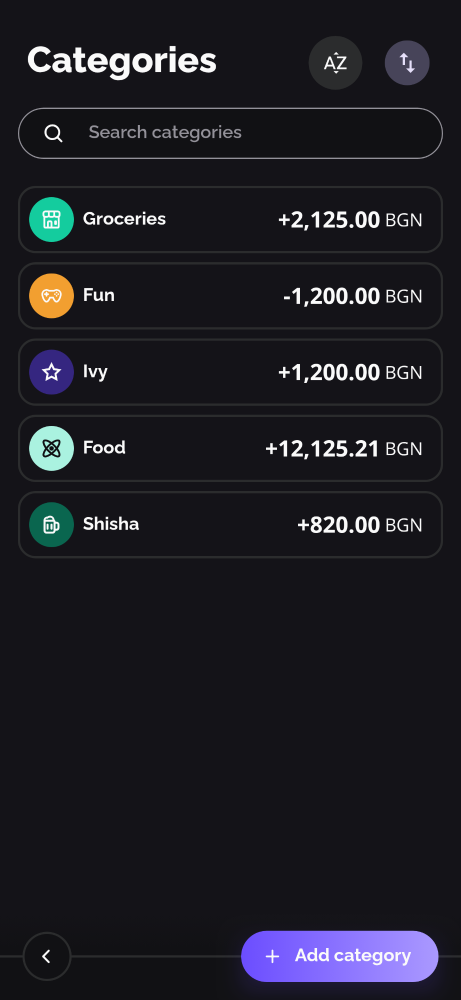 Categories AZ
Search categories
Groceries +2,125.00 BGN
Fun -1,200.00 BGN
Ivy +1,200.00 BGN
Food +12,125.21 BGN
Shisha +820.00 BGN
Add category